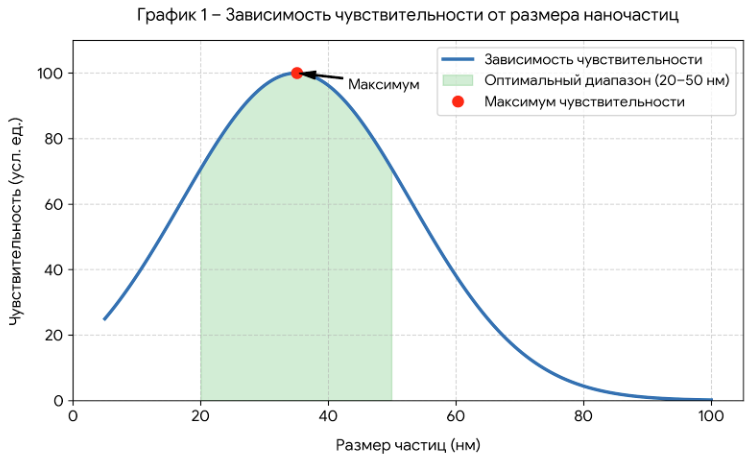 График 1 – Зависимость чувствительности от размера наночастиц
Зависимость чувствительности
Оптимальный диапазон (20–50 нм)
Максимум чувствительности
Максимум
Чувствительность (усл. ед.)
100
80
60
40
20
0
0 20 40 60 80 100
Размер частиц (нм)